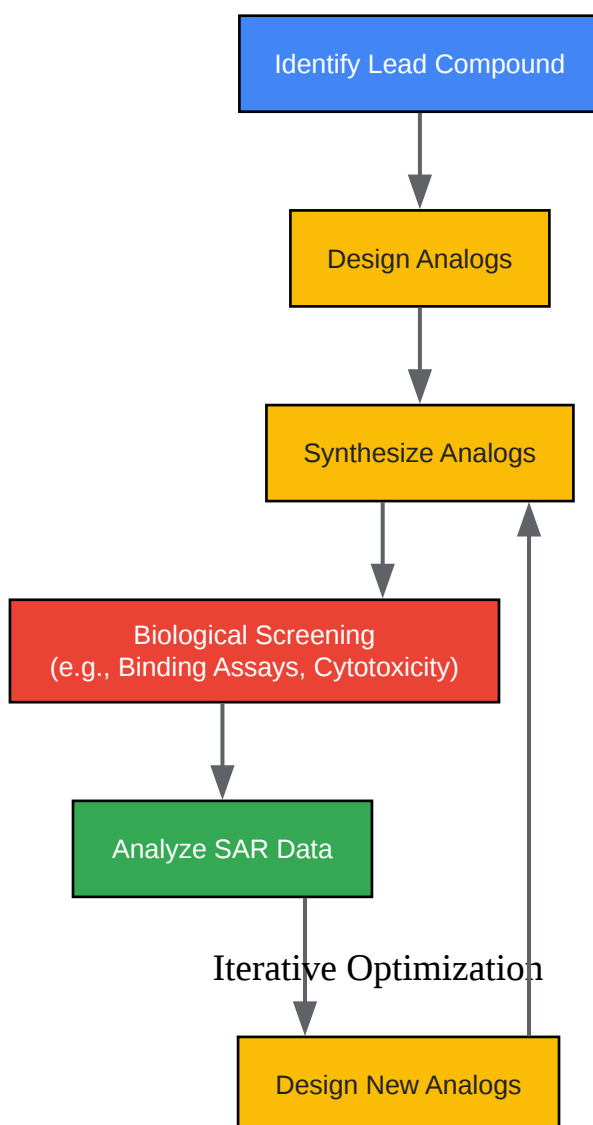 Identify Lead Compound
Design Analogs
Synthesize Analogs
Biological Screening
(e.g., Binding Assays, Cytotoxicity)
Analyze SAR Data
Iterative Optimization
Design New Analogs